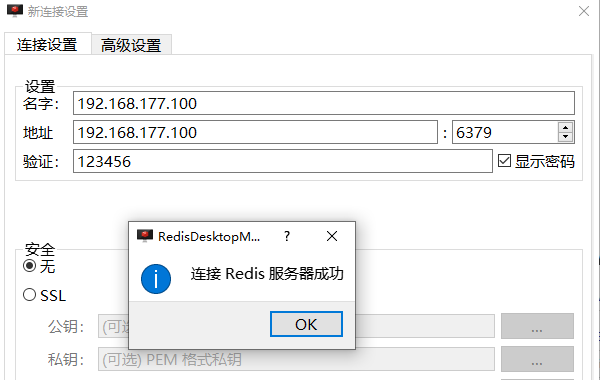 新连接设置
连接设置 高级设置
设置
名字: 192.168.177.100
地址 192.168.177.100 : 6379
验证: 123456 显示密码
RedisDesktopM... ?
连接 Redis 服务器成功
OK
安全
无
SSL
公钥: (可选 ...
私钥: (可选) PEM 格式私钥 ...